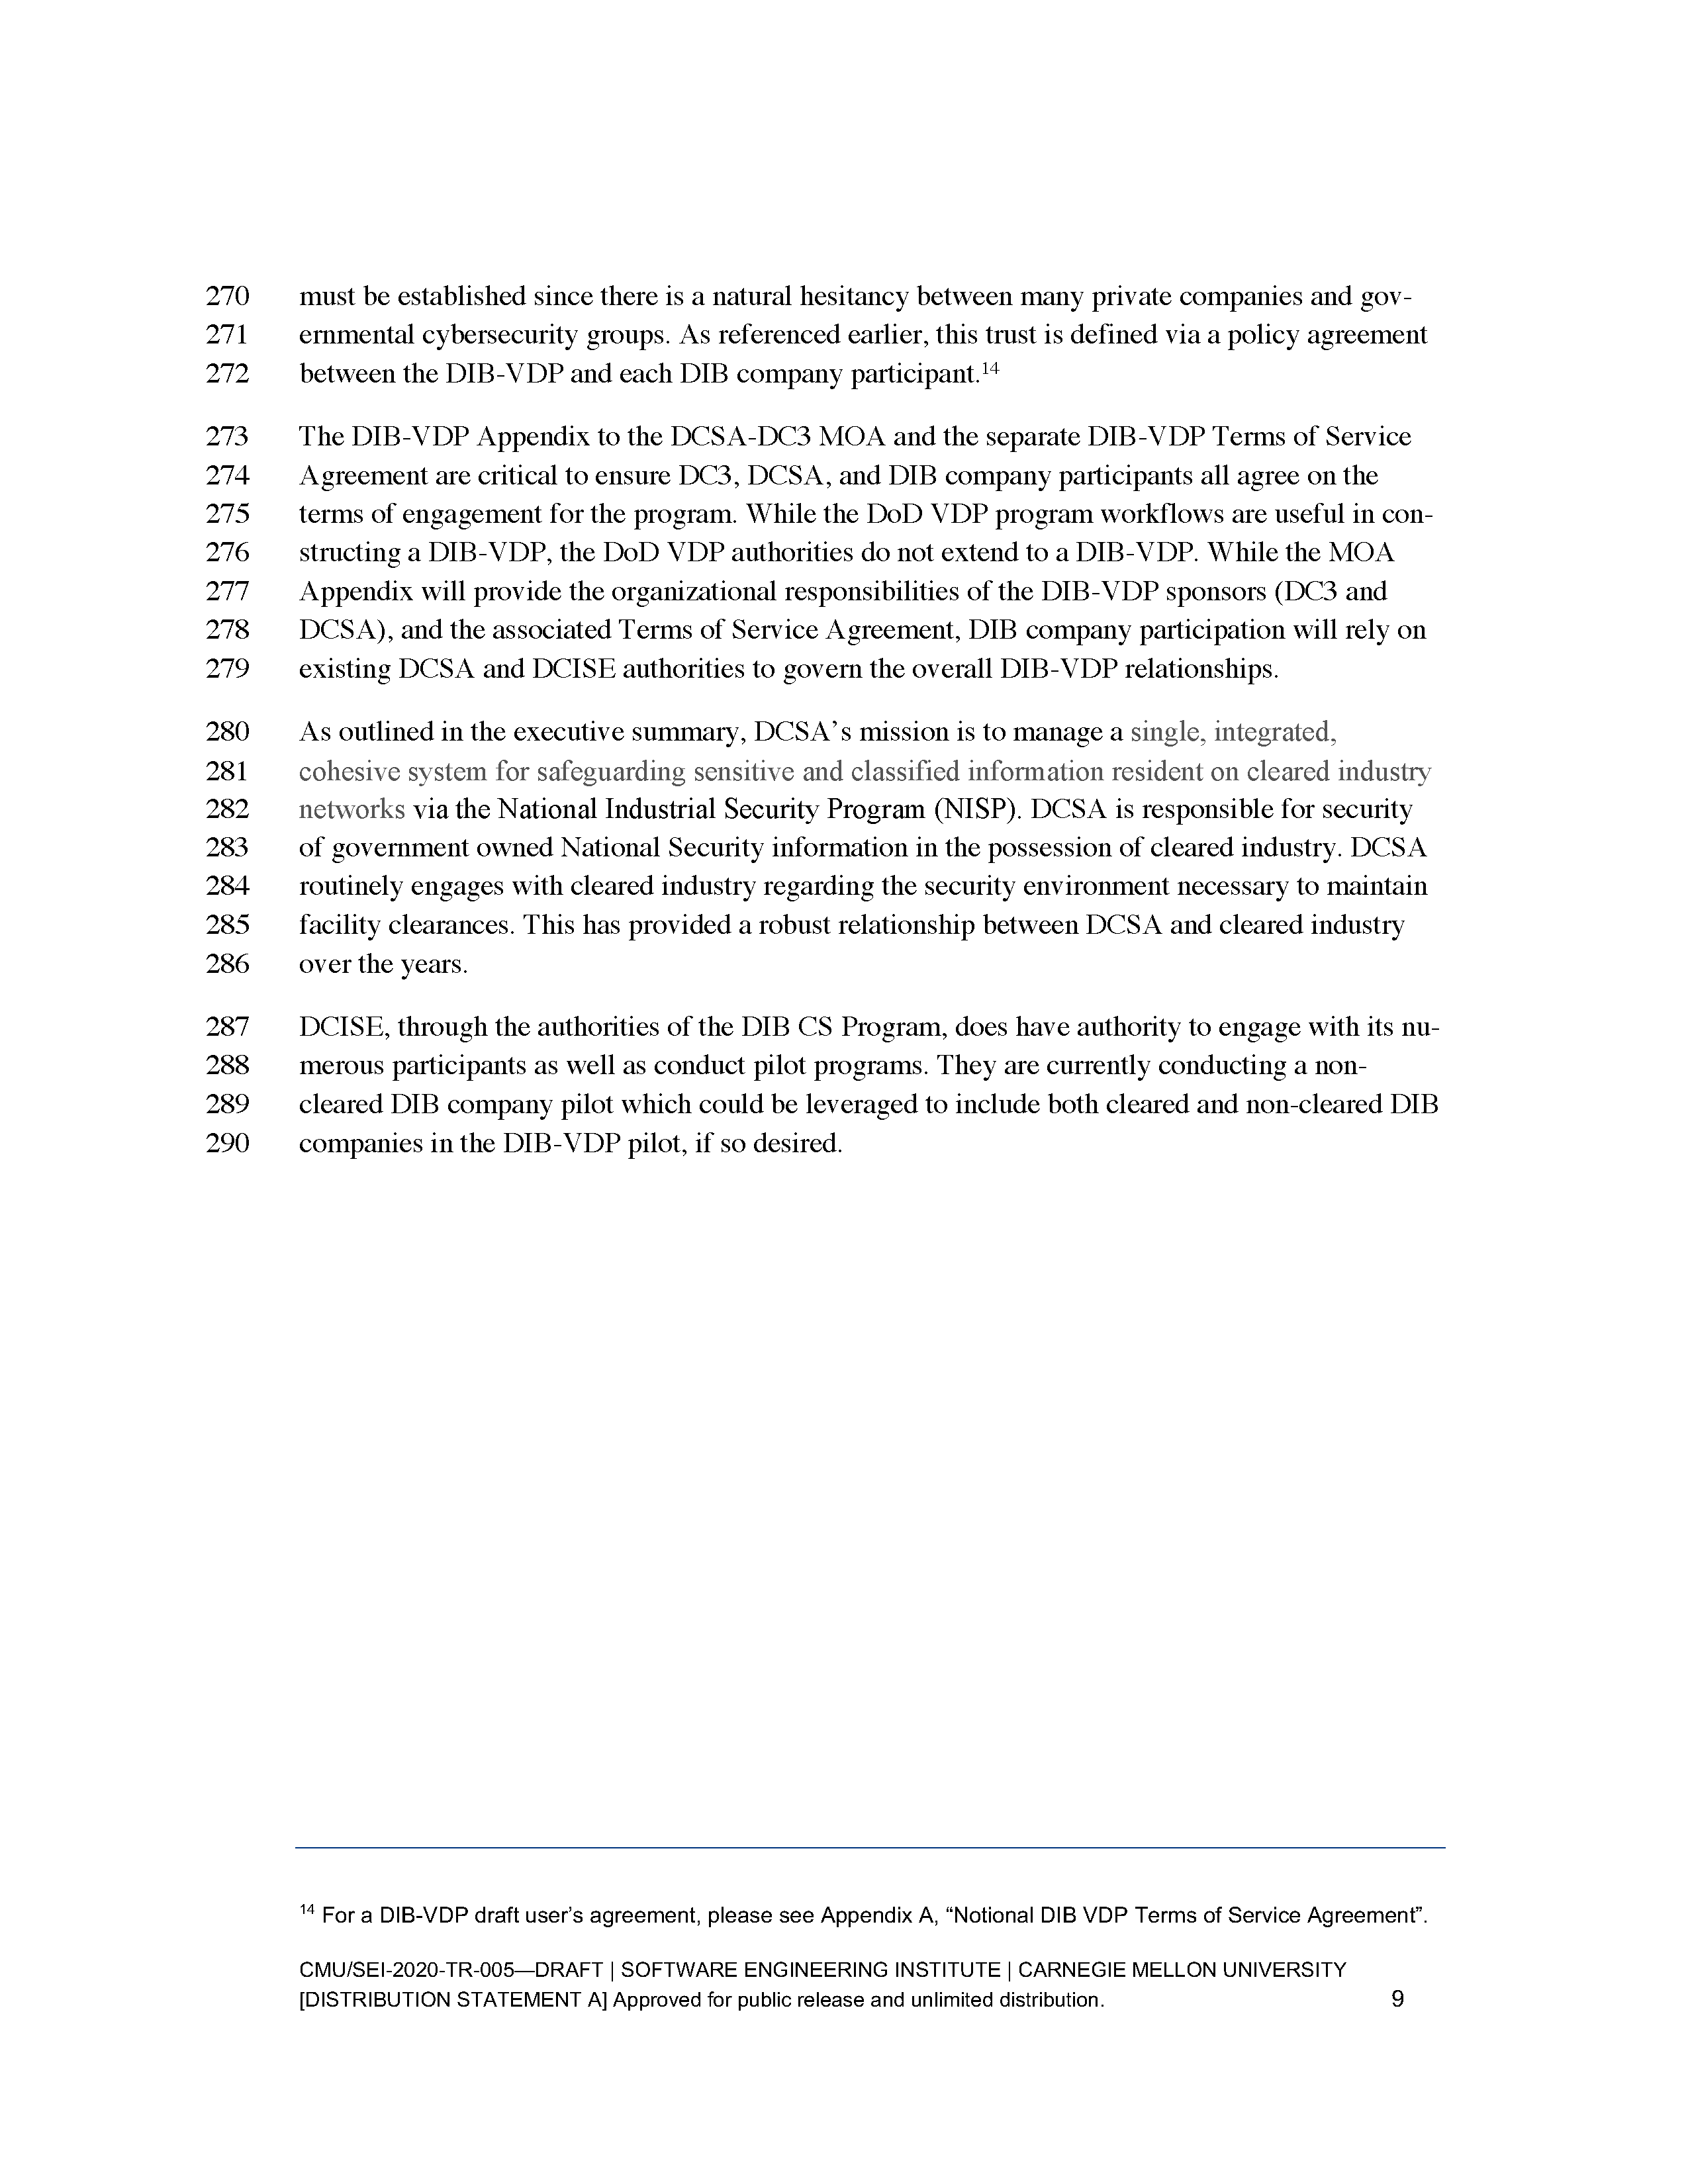 270 must be established since there is a natural hesitancy between many private companies and gov-
271 ernmental cybersecurity groups. As referenced earlier, this trust is defined via a policy agreement
272 between the DIB-VDP and each DIB company participant.14
273 The DIB-VDP Appendix to the DCSA-DC3 MOA and the separate DIB-VDP Terms of Service
274 Agreement are critical to ensure DC3, DCSA, and DIB company participants all agree on the
275 terms of engagement for the program. While the DoD VDP program workflows are useful in con-
276 structing a DIB-VDP, the DoD VDP authorities do not extend to a DIB-VDP. While the MOA
277 Appendix will provide the organizational responsibilities of the DIB-VDP sponsors (DC3 and
278 DCSA), and the associated Terms of Service Agreement, DIB company participation will rely on
279 existing DCSA and DCISE authorities to govern the overall DIB-VDP relationships.
280 As outlined in the executive summary, DCSA's mission is to manage a single, integrated,
281 cohesive system for safeguarding sensitive and classified information resident on cleared industry
282 networks via the National Industrial Security Program (NISP). DCSA is responsible for security
283 of government owned National Security information in the possession of cleared industry. DCSA
284 routinely engages with cleared industry regarding the security environment necessary to maintain
285 facility clearances. This has provided a robust relationship between DCSA and cleared industry
286 over the years.
287 DCISE, through the authorities of the DIB CS Program, does have authority to engage with its nu-
288 merous participants as well as conduct pilot programs. They are currently conducting a non-
289 cleared DIB company pilot which could be leveraged to include both cleared and non-cleared DIB
290 companies in the DIB-VDP pilot, if so desired.
14 For a DIB-VDP draft user's agreement, please see Appendix A, “Notional DIB VDP Terms of Service Agreement”.
CMU/SEI-2020-TR-005—DRAFT | SOFTWARE ENGINEERING INSTITUTE | CARNEGIE MELLON UNIVERSITY
[DISTRIBUTION STATEMENT A] Approved for public release and unlimited distribution. 9